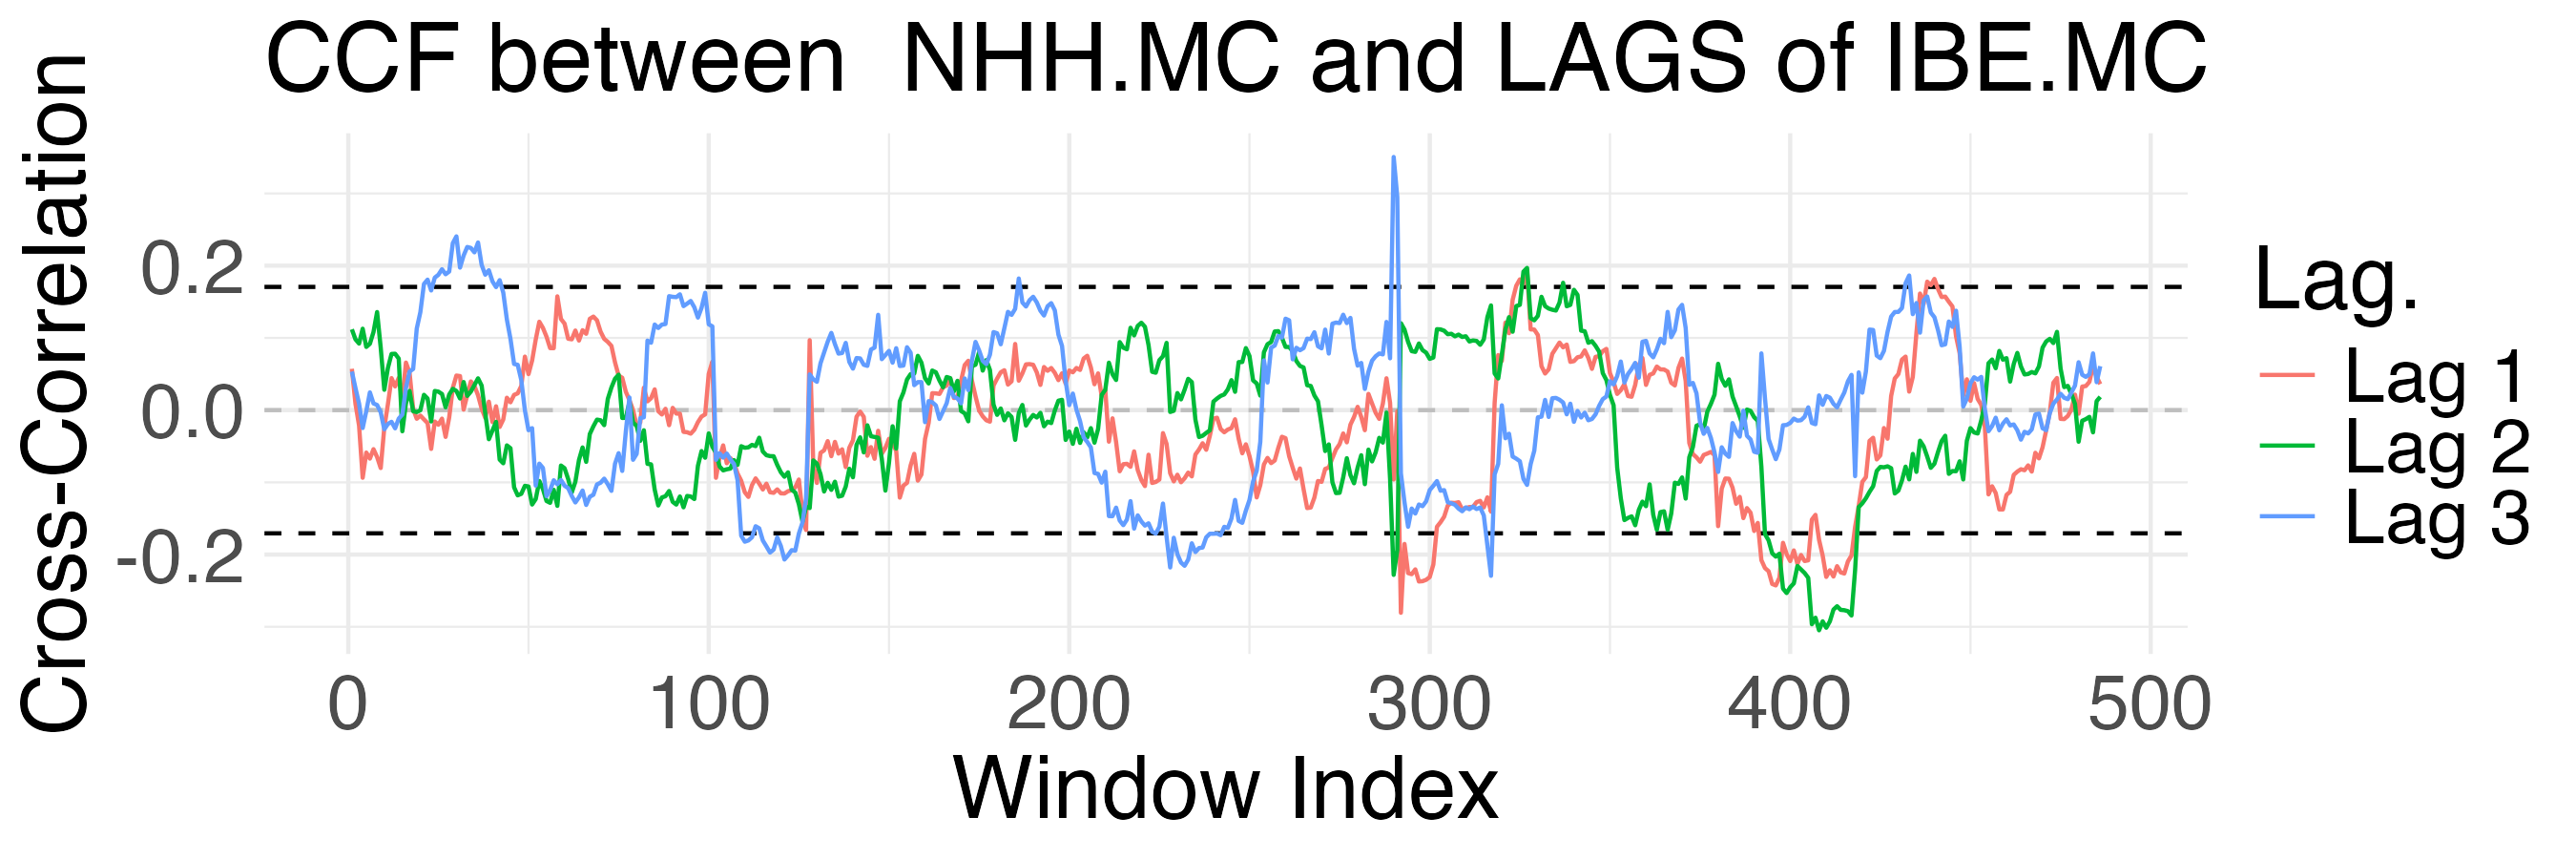 CCF between  NHH.MC and LAGS of IBE.MC
Cross-Correlation
0.2
0.0
-0.2
0 100 200 300 400 500
Window Index
Lag.
Lag 1
Lag 2
Lag 3